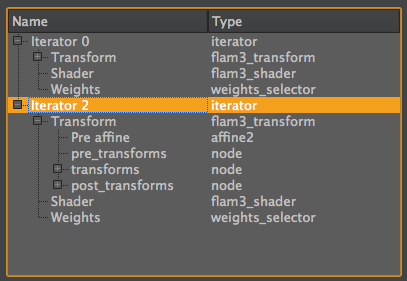 Name Type
Iterator 0 iterator
Transform flam3_transform
Shader flam3_shader
Weights weights_selector
Iterator 2 iterator
Transform flam3_transform
Pre affine affine2
pre_transforms node
transforms node
post_transforms node
Shader flam3_shader
Weights weights_selector